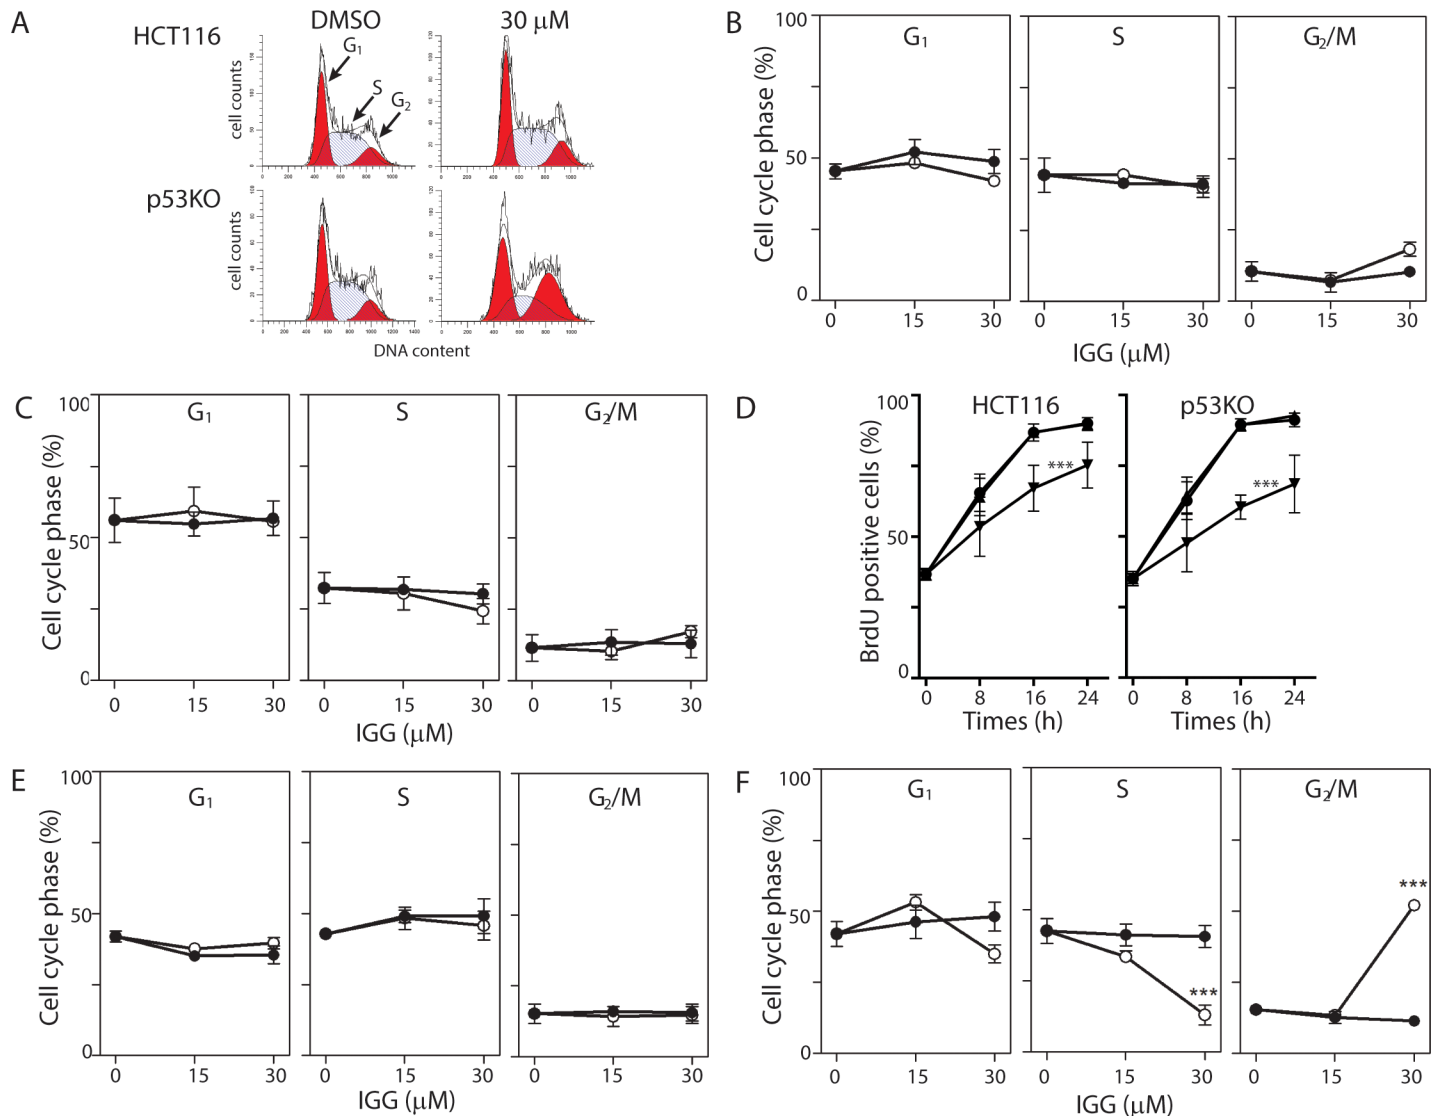 A
DMSO
30 μM
HCT116
G1
S
G2
cell counts
p53KO
cell counts
DNA content
B
G1
S
G2/M
Cell cycle phase (%)
100
50
0
0 15 30
0 15 30
0 15 30
IGG (μM)
C
G1
S
G2/M
Cell cycle phase (%)
100
50
0
0 15 30
0 15 30
0 15 30
IGG (μM)
D
HCT116
p53KO
BrdU positive cells (%)
100
50
0
***
***
0 8 16 24
0 8 16 24
Times (h)
Times (h)
E
G1
S
G2/M
Cell cycle phase (%)
100
50
0
0 15 30
0 15 30
0 15 30
IGG (μM)
F
G1
S
G2/M
Cell cycle phase (%)
100
50
0
***
***
0 15 30
0 15 30
0 15 30
IGG (μM)